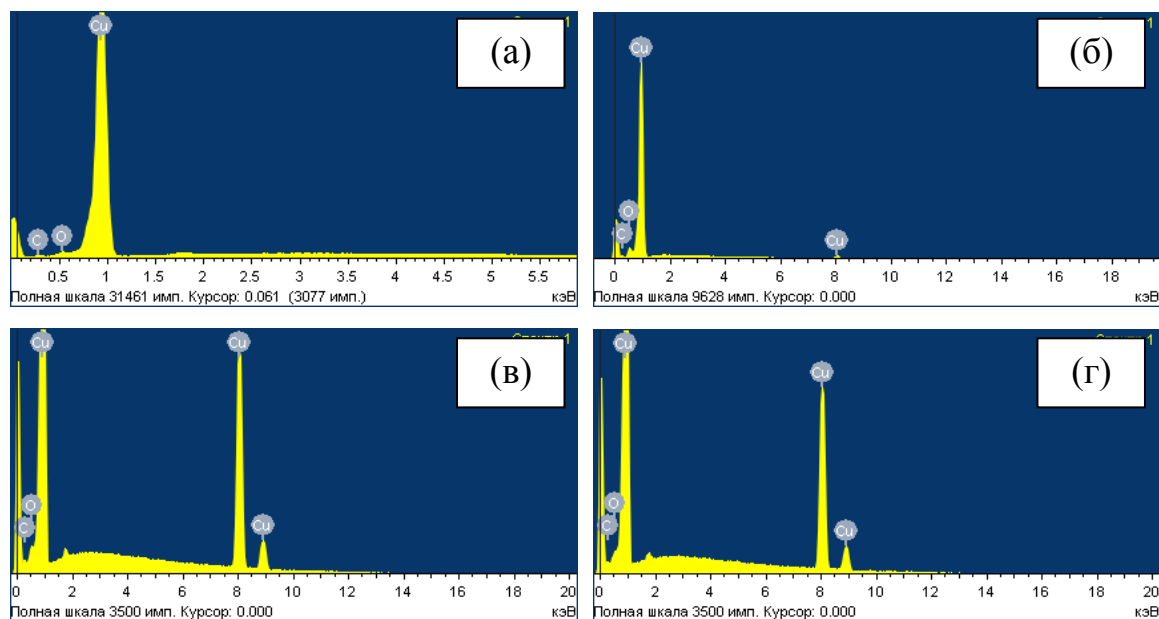 (а)
Cu
C
O
0.5 1 1.5 2 2.5 3 3.5 4 4.5 5 5.5
Полная шкала 31461 имп. Курсор: 0.061 (3077 имп.)
кэВ
(б)
Cu
O
C
Cu
0 2 4 6 8 10 12 14 16 18
Полная шкала 9628 имп. Курсор: 0.000
кэВ
(в)
Cu
Cu
O
C
Cu
0 2 4 6 8 10 12 14 16 18 20
Полная шкала 3500 имп. Курсор: 0.000
кэВ
(г)
Cu
Cu
O
C
Cu
0 2 4 6 8 10 12 14 16 18 20
Полная шкала 3500 имп. Курсор: 0.000
кэВ